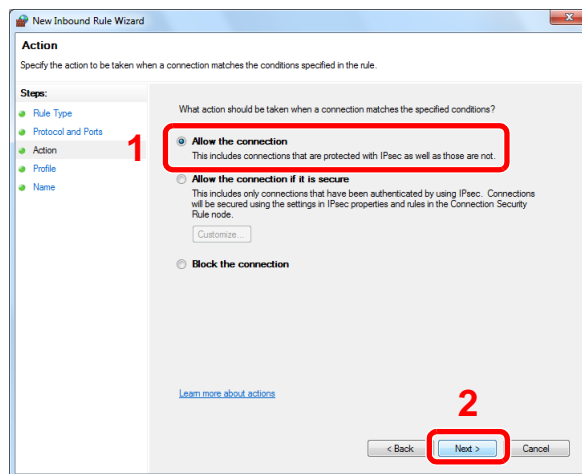 New Inbound Rule Wizard
Action
Specify the action to be taken when a connection matches the conditions specified in the rule.
Steps:
Rule Type
Protocol and Ports
Action
Profile
Name
What action should be taken when a connection matches the specified conditions?
1
Allow the connection
This includes connections that are protected with IPsec as well as those are not.
Allow the connection if it is secure
This includes only connections that have been authenticated by using IPsec. Connections
will be secured using the settings in IPsec properties and rules in the Connection Security
Rule node.
Customize...
Block the connection
Learn more about actions
2
< Back
Next >
Cancel